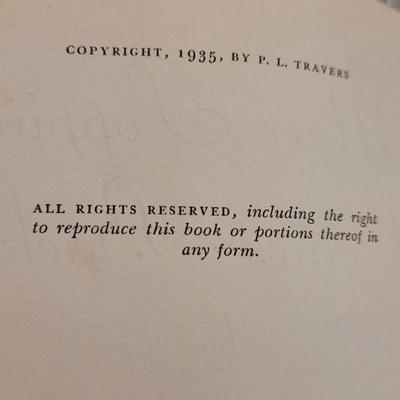 COPYRIGHT, 1935, BY P. L. TRAVERS
ALL RIGHTS RESERVED, including the right
to reproduce this book or portions thereof in
any form.